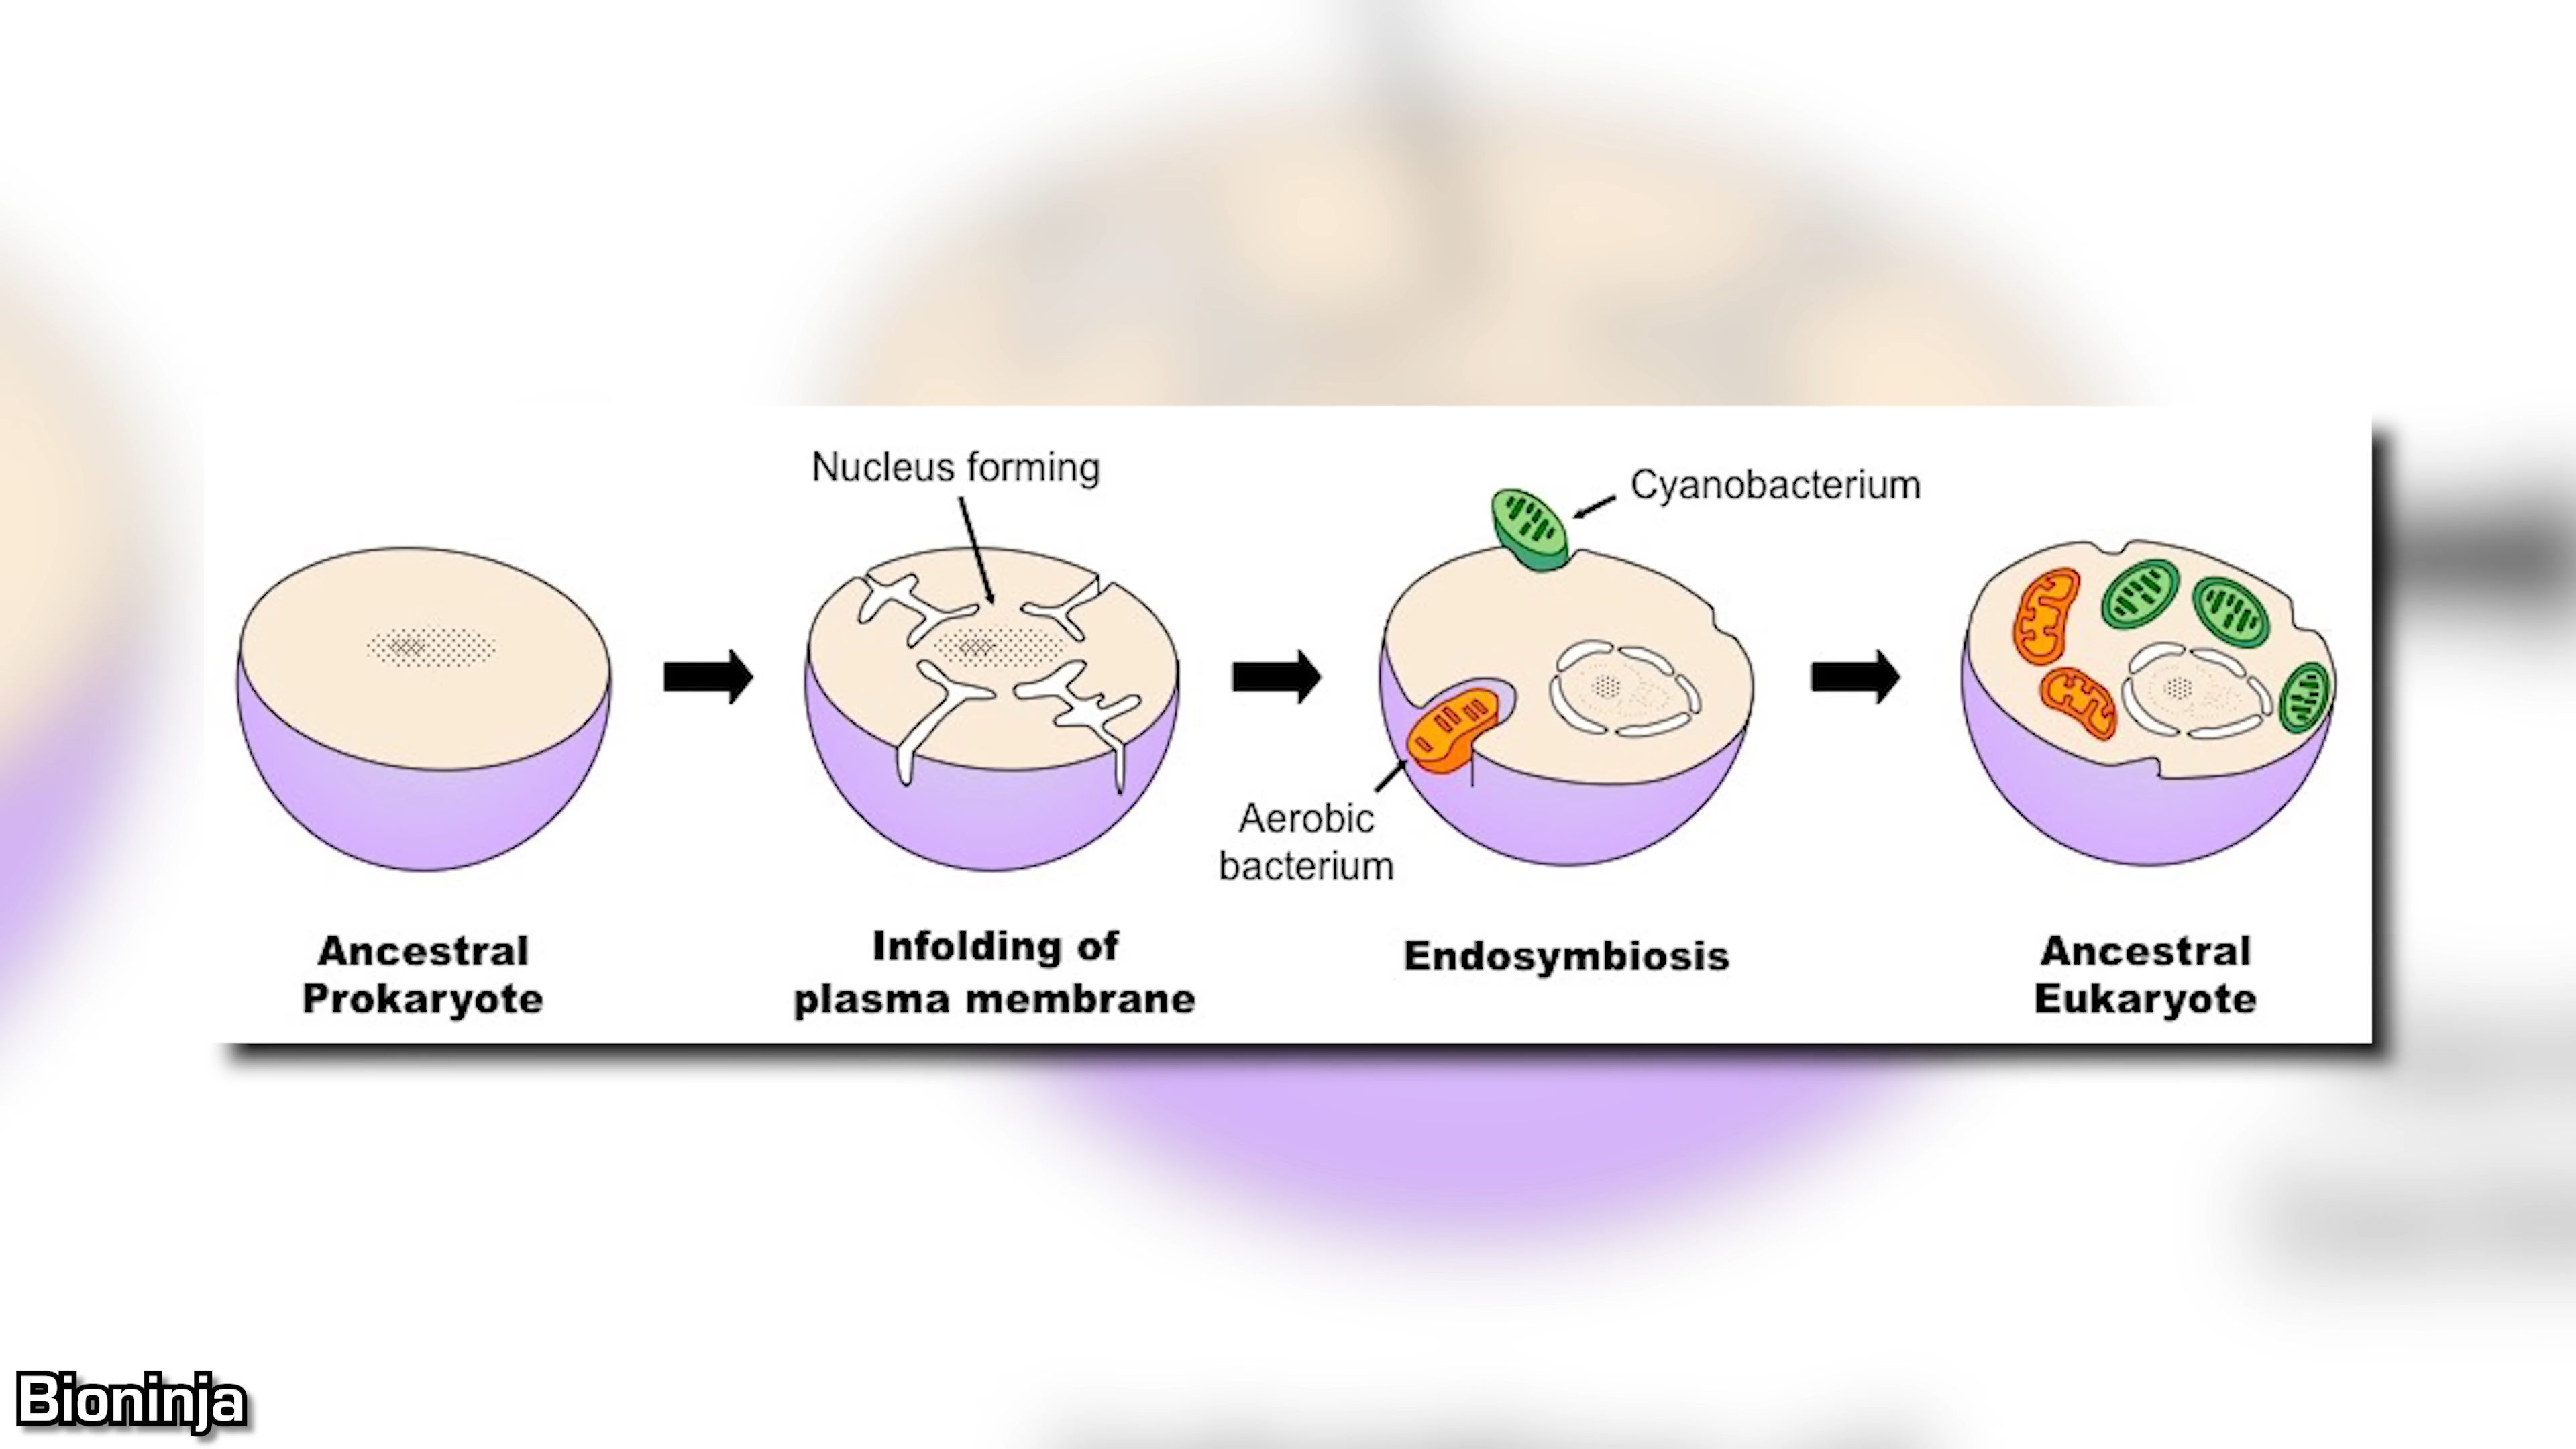 Nucleus forming
Cyanobacterium
Aerobic
bacterium
Ancestral
Prokaryote
Infolding of
plasma membrane
Endosymbiosis
Ancestral
Eukaryote
Bioninja